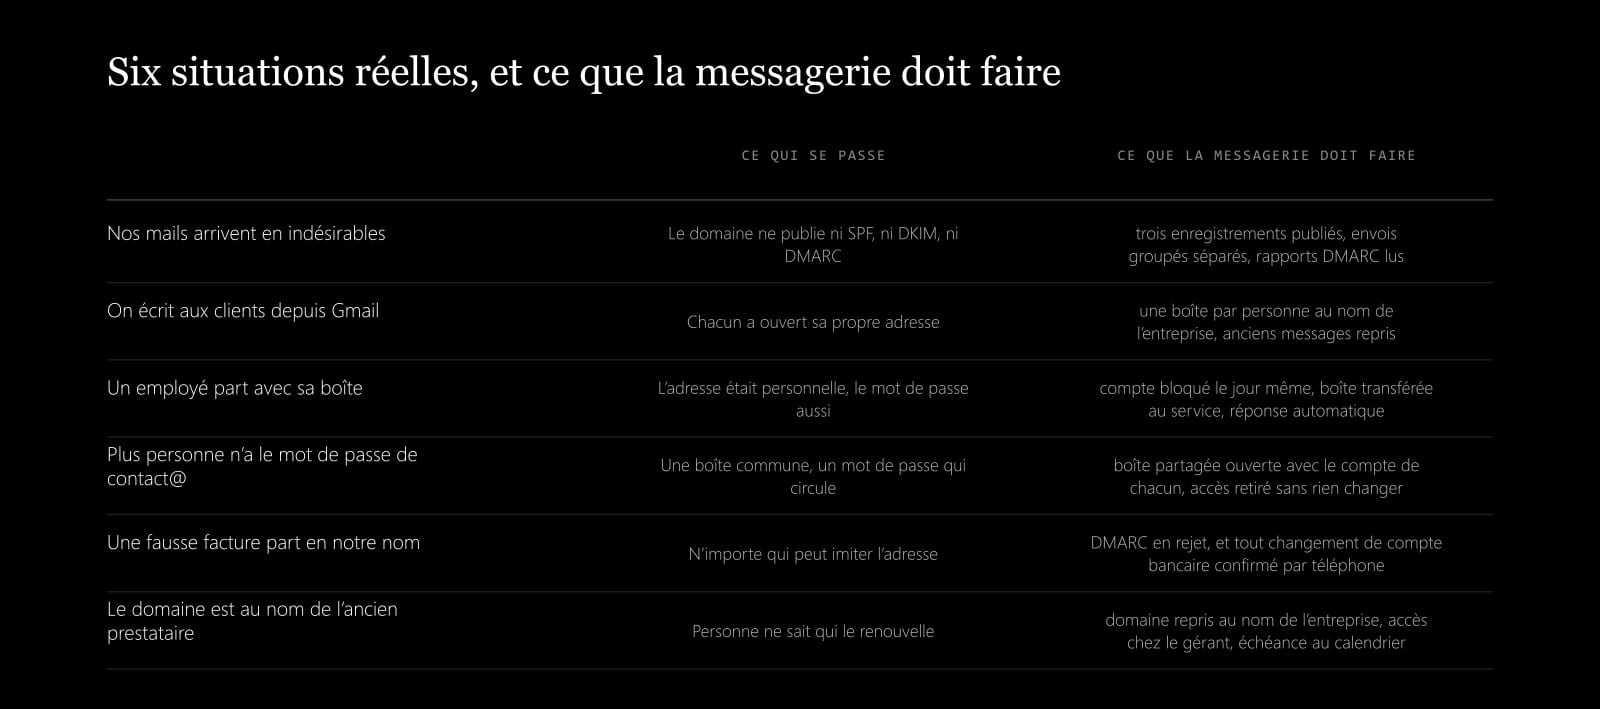 Six situations réelles, et ce que la messagerie doit faire
CE QUI SE PASSE
CE QUE LA MESSAGERIE DOIT FAIRE
Nos mails arrivent en indésirables
Le domaine ne publie ni SPF, ni DKIM, ni
DMARC
trois enregistrements publiés, envois
groupés séparés, rapports DMARC lus
On écrit aux clients depuis Gmail
Chacun a ouvert sa propre adresse
une boîte par personne au nom de
l’entreprise, anciens messages repris
Un employé part avec sa boîte
L’adresse était personnelle, le mot de passe
aussi
compte bloqué le jour même, boîte transférée
au service, réponse automatique
Plus personne n’a le mot de passe de
contact@
Une boîte commune, un mot de passe qui
circule
boîte partagée ouverte avec le compte de
chacun, accès retiré sans rien changer
Une fausse facture part en notre nom
N’importe qui peut imiter l’adresse
DMARC en rejet, et tout changement de compte
bancaire confirmé par téléphone
Le domaine est au nom de l’ancien
prestataire
Personne ne sait qui le renouvelle
domaine repris au nom de l’entreprise, accès
chez le gérant, échéance au calendrier